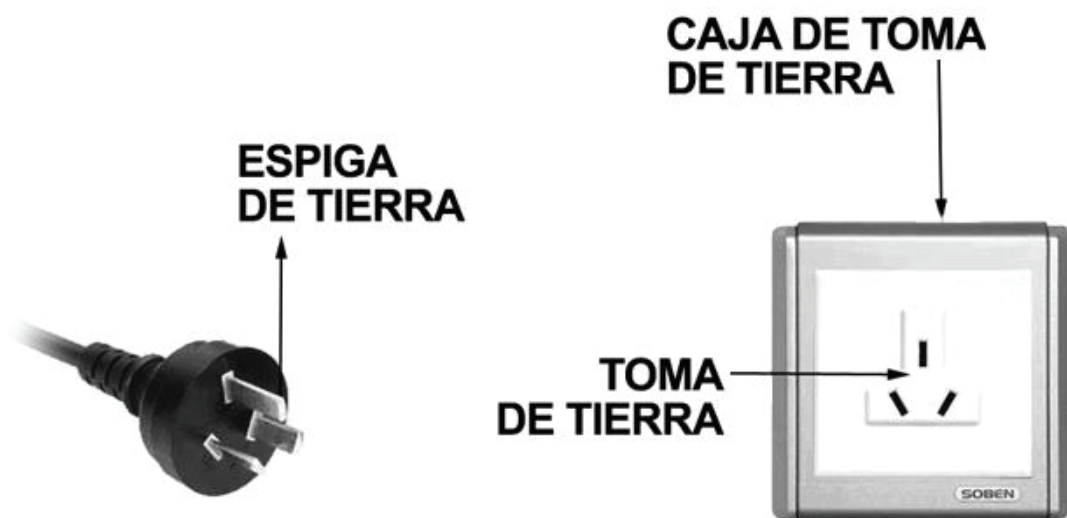 CAJA DE TOMA
DE TIERRA
ESPIGA
DE TIERRA
TOMA
DE TIERRA
SOBEN